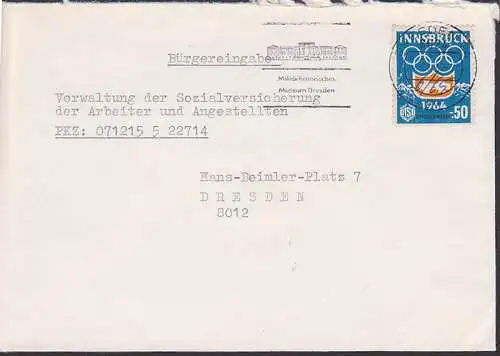 INNSBRUCK
Bürgereingabe
Militärhistorisches
Museum Dresden
1964
-.50
Verwaltung der Sozialversicherung
der Arbeiter und Angestellten
PKZ: 071215 5 22714
Hans-Beimler-Platz 7
DRESDEN
8012